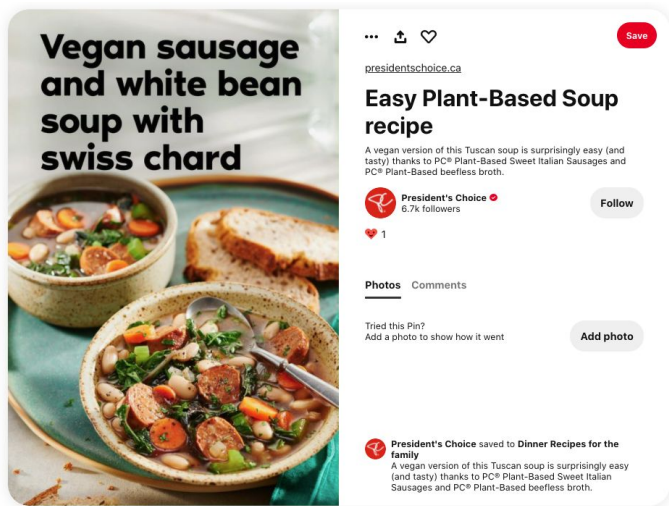 Vegan sausage
and white bean
soup with
swiss chard
Save
presidentschoice.ca
Easy Plant-Based Soup
recipe
A vegan version of this Tuscan soup is surprisingly easy (and
tasty) thanks to PC® Plant-Based Sweet Italian Sausages and
PC® Plant-Based beefless broth.
President's Choice
6.7k followers
Follow
1
Photos Comments
Tried this Pin?
Add a photo to show how it went
Add photo
President's Choice saved to Dinner Recipes for the
family
A vegan version of this Tuscan soup is surprisingly easy
(and tasty) thanks to PC® Plant-Based Sweet Italian
Sausages and PC® Plant-Based beefless broth.